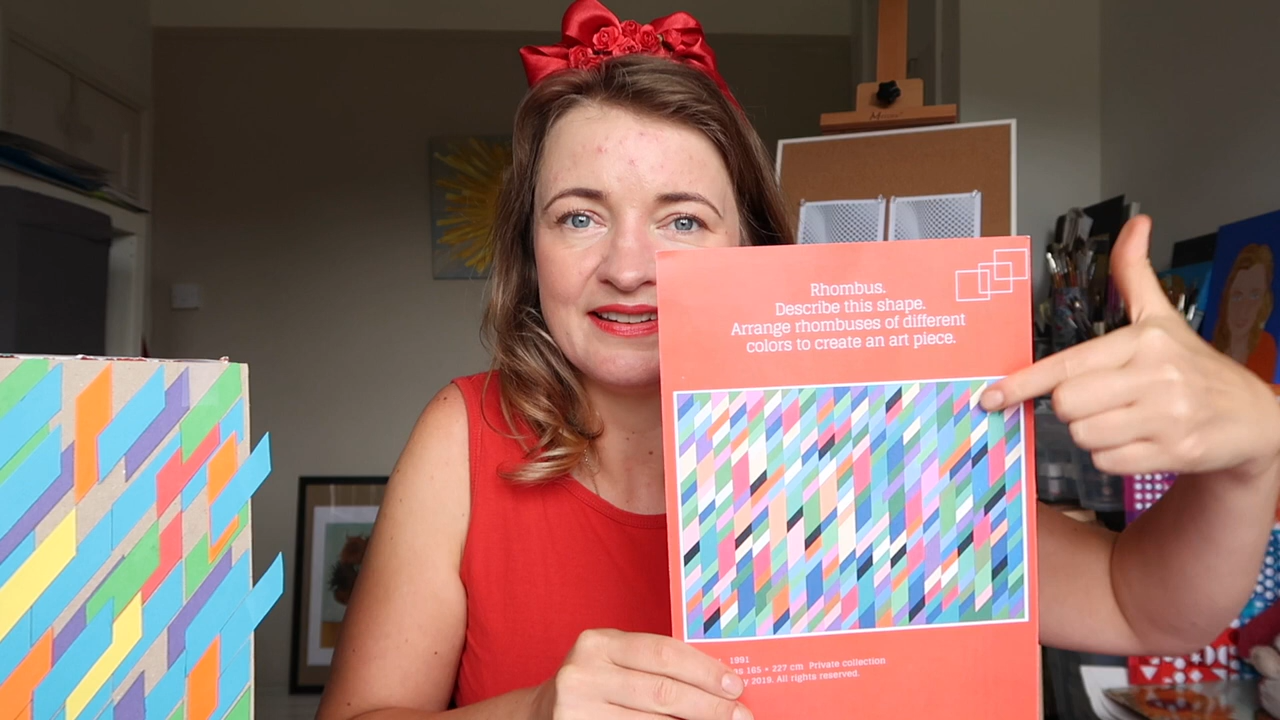 Rhombus.
Describe this shape.
Arrange rhombuses of different
colors to create an art piece.
1991
165 × 227 cm Private collection
2019. All rights reserved.